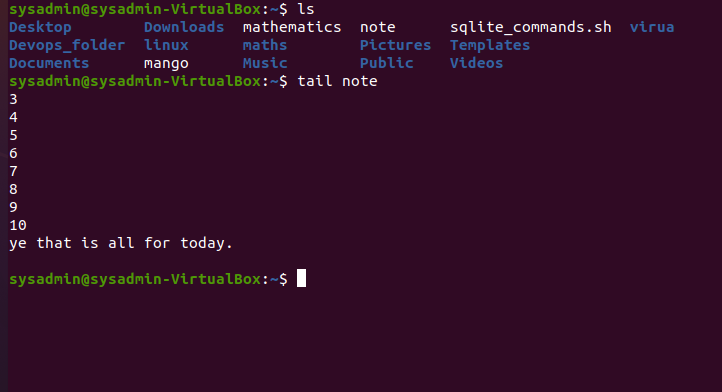 sysadmin@sysadmin-VirtualBox:~$ ls
Desktop Downloads mathematics note sqlite_commands.sh virua
Devops_folder linux maths Pictures Templates
Documents mango Music Public Videos
sysadmin@sysadmin-VirtualBox:~$ tail note
3
4
5
6
7
8
9
10
ye that is all for today.
sysadmin@sysadmin-VirtualBox:~$